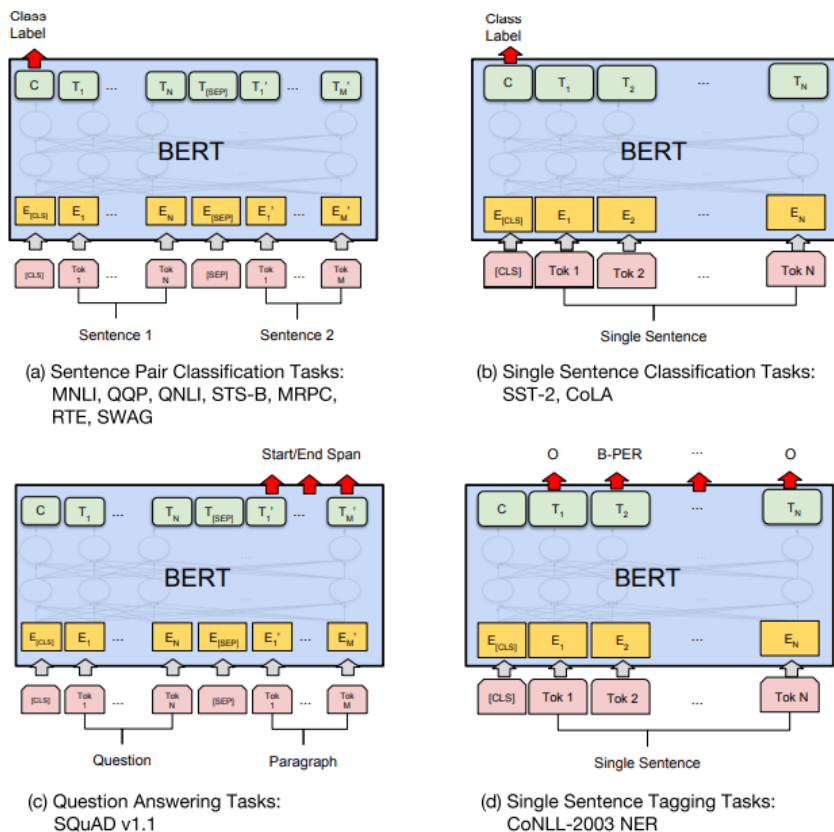 Class
Label
C T1 ... TN T[SEP] T1' ... TM'
...
BERT
...
E[CLS] E1 ... EN E[SEP] E1' ... EM'
[CLS] Tok 1 ... Tok N [SEP] Tok 1 ... Tok M
Sentence 1 Sentence 2
(a) Sentence Pair Classification Tasks:
MNLI, QQP, QNLI, STS-B, MRPC,
RTE, SWAG
Class
Label
C T1 T2 ... TN
...
BERT
...
E[CLS] E1 E2 ... EN
[CLS] Tok 1 Tok 2 ... Tok N
Single Sentence
(b) Single Sentence Classification Tasks:
SST-2, CoLA
Start/End Span
C T1 ... TN T[SEP] T1' ... TM'
...
BERT
...
E[CLS] E1 ... EN E[SEP] E1' ... EM'
[CLS] Tok 1 ... Tok N [SEP] Tok 1 ... Tok M
Question Paragraph
(c) Question Answering Tasks:
SQuAD v1.1
O B-PER ... O
C T1 T2 ... TN
...
BERT
...
E[CLS] E1 E2 ... EN
[CLS] Tok 1 Tok 2 ... Tok N
Single Sentence
(d) Single Sentence Tagging Tasks:
CoNLL-2003 NER